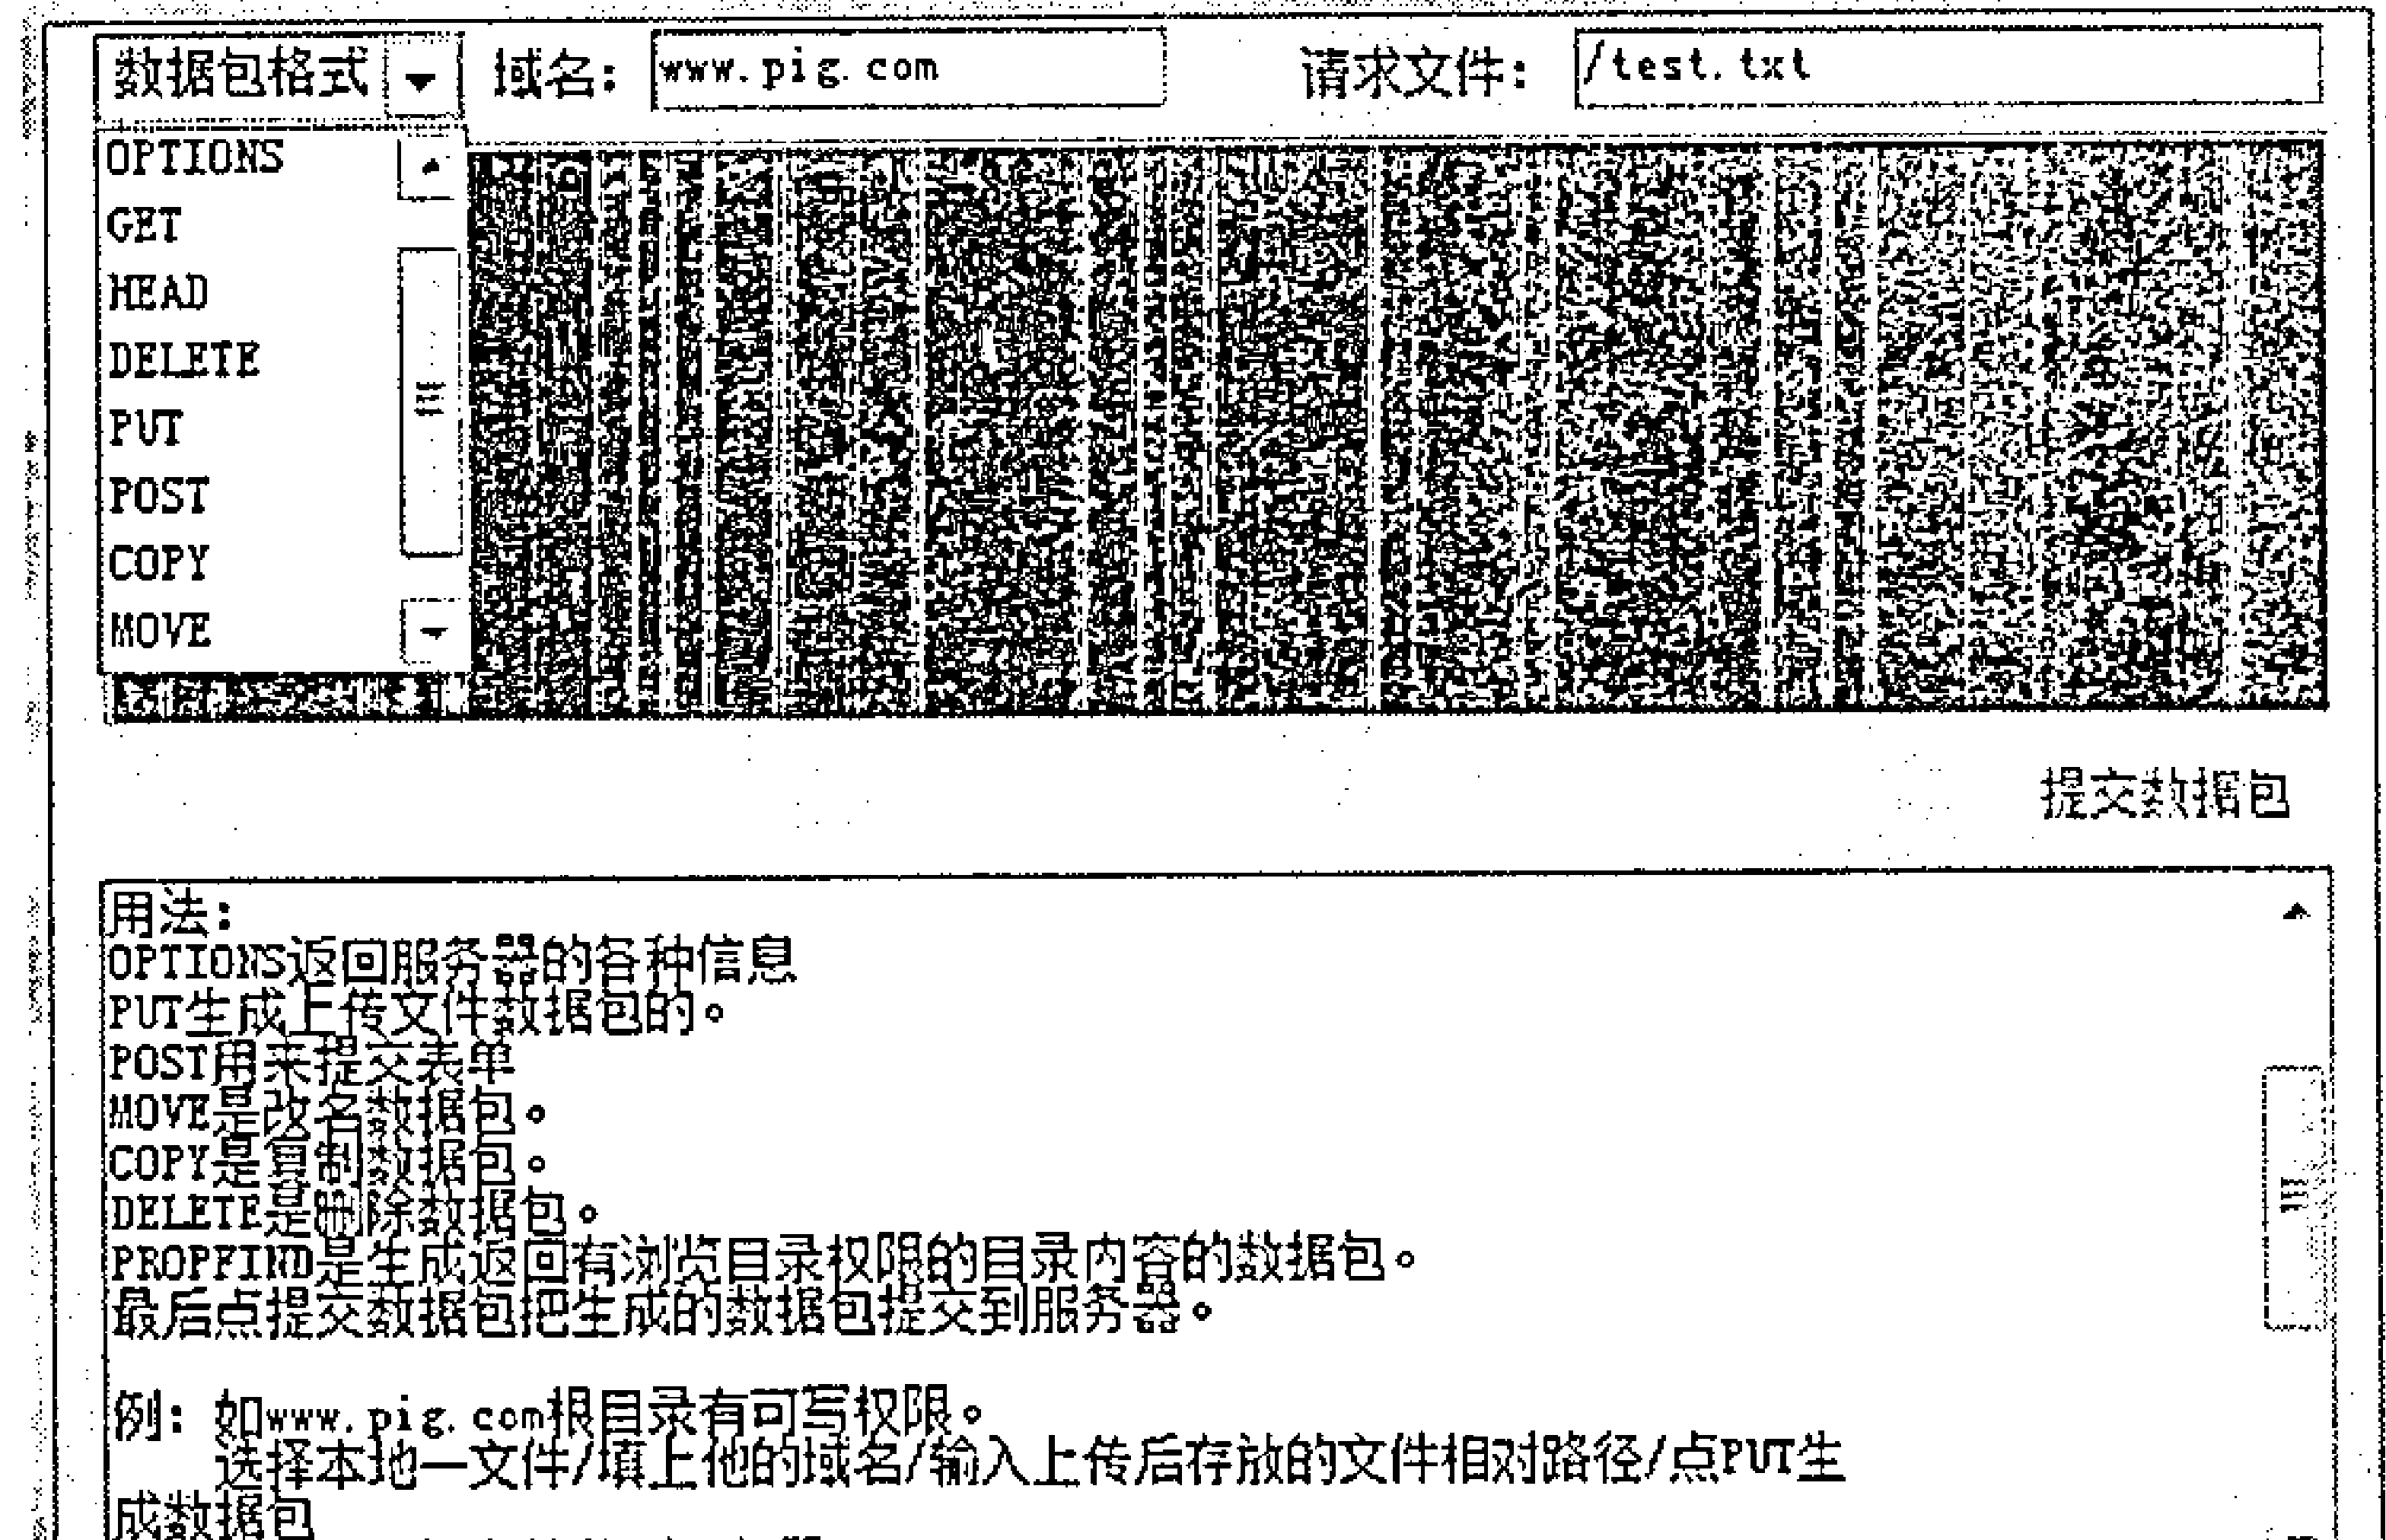 数据包格式 域名: www.pig.com 请求文件: /test.txt
OPTIONS
GET
HEAD
DELETE
PUT
POST
COPY
MOVE
提交数据包
用法:
OPTIONS返回服务器的各种信息
PUT生成上传文件数据包的。
POST用来提交表单
MOVE是改名数据包。
COPY是复制数据包。
DELETE是删除数据包。
PROPFIND是生成返回有浏览目录权限的目录内容的数据包。
最后点提交数据包把生成的数据包提交到服务器。
例: 如www.pig.com根目录有可写权限。
选择本地一文件/填上他的域名/输入上传后存放的文件相对路径/点PUT生
成数据包